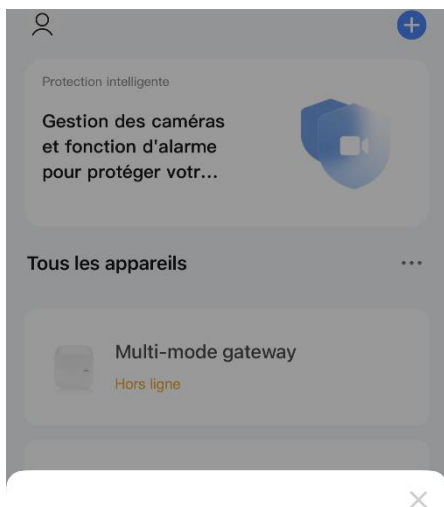 Protection intelligente
Gestion des caméras
et fonction d'alarme
pour protéger votr...
Tous les appareils
Multi-mode gateway
Hors ligne